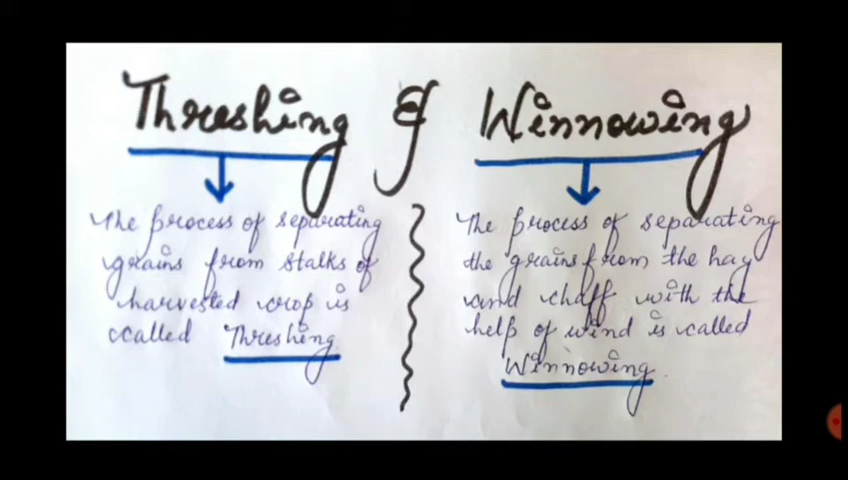 Threshing & Winnowing
The process of separating
grains from stalks of
harvested crop is
called Threshing.
The process of separating
the grains from the hay
and chaff with the
help of wind is called
Winnowing.